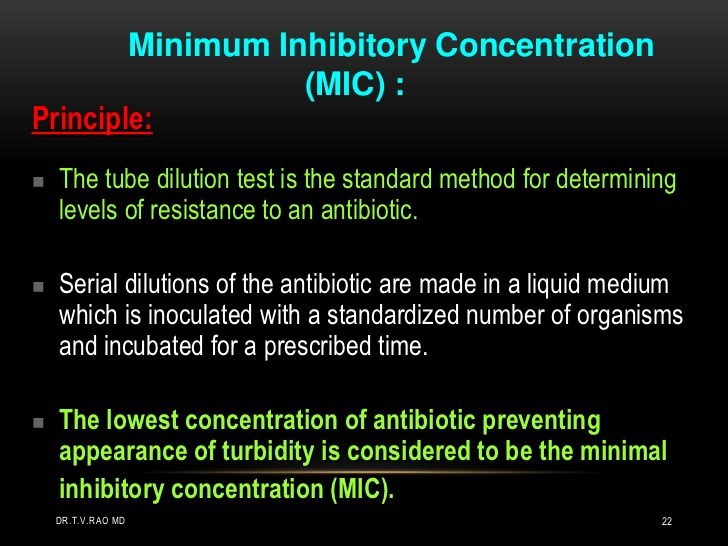 Minimum Inhibitory Concentration
(MIC) :
Principle:
The tube dilution test is the standard method for determining
levels of resistance to an antibiotic.
Serial dilutions of the antibiotic are made in a liquid medium
which is inoculated with a standardized number of organisms
and incubated for a prescribed time.
The lowest concentration of antibiotic preventing
appearance of turbidity is considered to be the minimal
inhibitory concentration (MIC).
DR.T.V.RAO MD
22